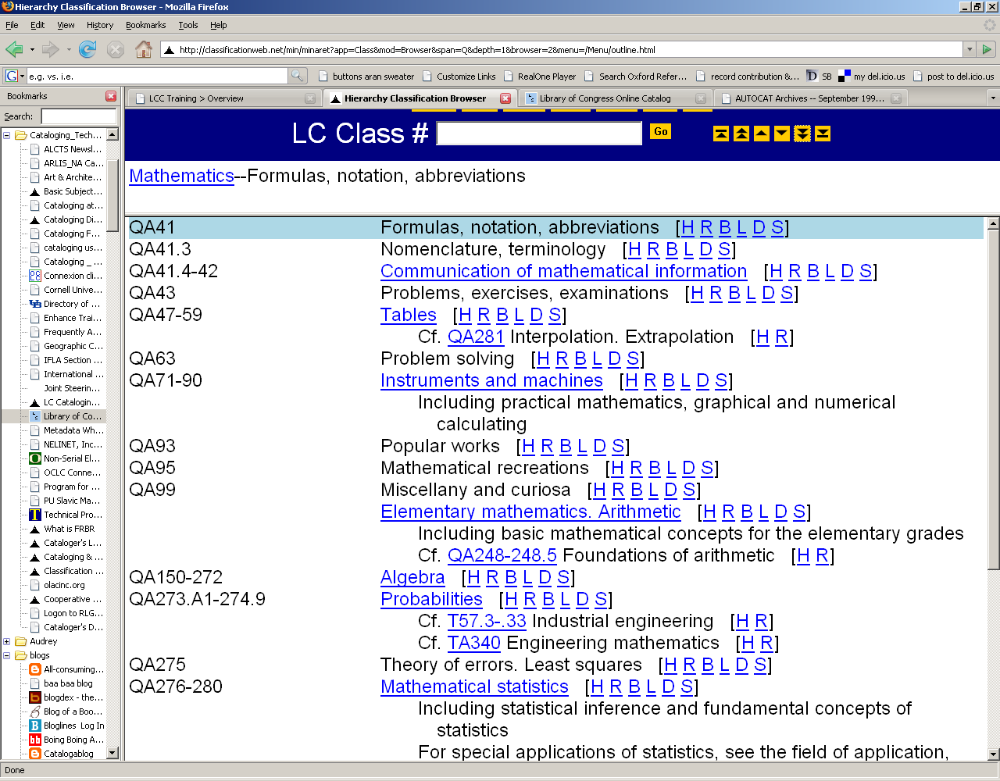 Hierarchy Classification Browser - Mozilla Firefox
File Edit View History Bookmarks Tools Help
http://classificationweb.net/min/minaret?app=Class&mod=Browser&span=Q&depth=1&browser=2&menu=/Menu/outline.html
G e.g. vs. i.e. buttons aran sweater Customize Links RealOne Player Search Oxford Refer... record contribution &... D SB my del.icio.us post to del.icio.us
Bookmarks
LCC Training > Overview Hierarchy Classification Browser Library of Congress Online Catalog AUTOCAT Archives -- September 199...
Search:
Cataloging_Tech...
ALCTS Newsl...
ARLIS_NA Ca...
Art & Archite...
Basic Subject...
Cataloging at...
Cataloging Di...
Cataloging F...
cataloging us...
Cataloging _ ...
Connexion cli...
Cornell Unive...
Directory of ...
Enhance Trai...
Frequently A...
Geographic C...
IFLA Section ...
International ...
Joint Steerin...
LC Catalogin...
Library of Co...
Metadata Wh...
NELINET, Inc...
Non-Serial El...
OCLC Conne...
Program for ...
PU Slavic Ma...
Technical Pro...
What is FRBR
Cataloger's L...
Cataloging & ...
Classification ...
olacinc.org
Cooperative ...
Logon to RLG...
Cataloger's D...
Audrey
blogs
All-consuming...
baa baa blog
blogdex - the...
Blog of a Boo...
Bloglines Log In
Boing Boing A...
Catalogablog
LC Class # Go
Mathematics--Formulas, notation, abbreviations
QA41 Formulas, notation, abbreviations [H R B L D S]
QA41.3 Nomenclature, terminology [H R B L D S]
QA41.4-42 Communication of mathematical information [H R B L D S]
QA43 Problems, exercises, examinations [H R B L D S]
QA47-59 Tables [H R B L D S]
Cf. QA281 Interpolation. Extrapolation [H R]
QA63 Problem solving [H R B L D S]
QA71-90 Instruments and machines [H R B L D S]
Including practical mathematics, graphical and numerical
calculating
QA93 Popular works [H R B L D S]
QA95 Mathematical recreations [H R B L D S]
QA99 Miscellany and curiosa [H R B L D S]
Elementary mathematics. Arithmetic [H R B L D S]
Including basic mathematical concepts for the elementary grades
Cf. QA248-248.5 Foundations of arithmetic [H R]
QA150-272 Algebra [H R B L D S]
QA273.A1-274.9 Probabilities [H R B L D S]
Cf. T57.3-.33 Industrial engineering [H R]
Cf. TA340 Engineering mathematics [H R]
QA275 Theory of errors. Least squares [H R B L D S]
QA276-280 Mathematical statistics [H R B L D S]
Including statistical inference and fundamental concepts of
statistics
For special applications of statistics, see the field of application,
Done